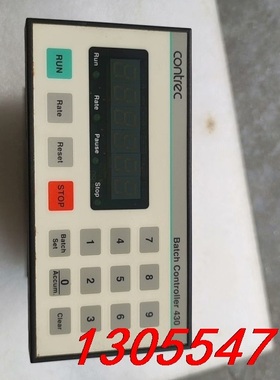 contrec
Batch Controller 430
Run
Rate
Pause
Stop
RUN
Rate
Reset
STOP
7
8
9
4
5
6
1
2
3
Batch
Set
0
Accum
Clear
1305547